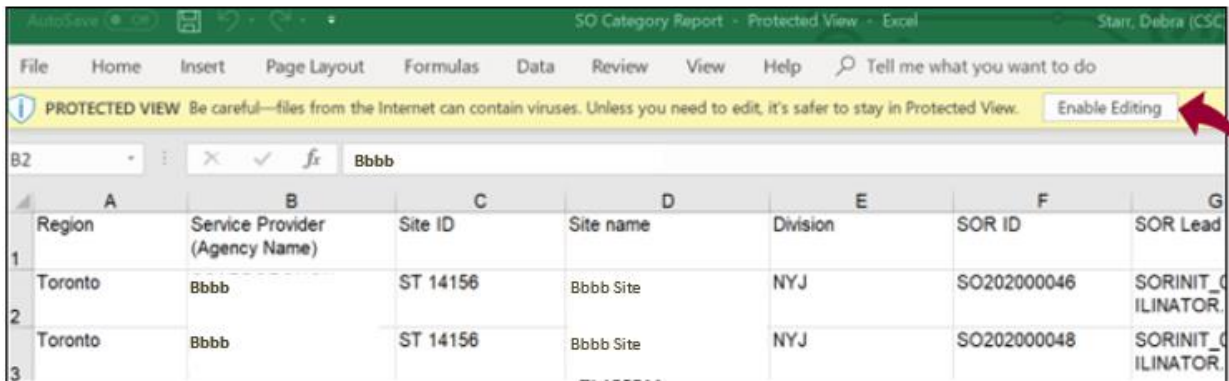 AutoSave Off SO Category Report - Protected View - Excel Starr, Debra (CSC
File Home Insert Page Layout Formulas Data Review View Help Tell me what you want to do
PROTECTED VIEW Be careful—files from the Internet can contain viruses. Unless you need to edit, it's safer to stay in Protected View. Enable Editing
B2 fx Bbbb
A B C D E F G
Region Service Provider Site ID Site name Division SOR ID SOR Lead
(Agency Name)
1
Toronto Bbbb ST 14156 Bbbb Site NYJ SO202000046 SORINIT_
ILINATOR.
2
Toronto Bbbb ST 14156 Bbbb Site NYJ SO202000048 SORINIT_
ILINATOR.
3